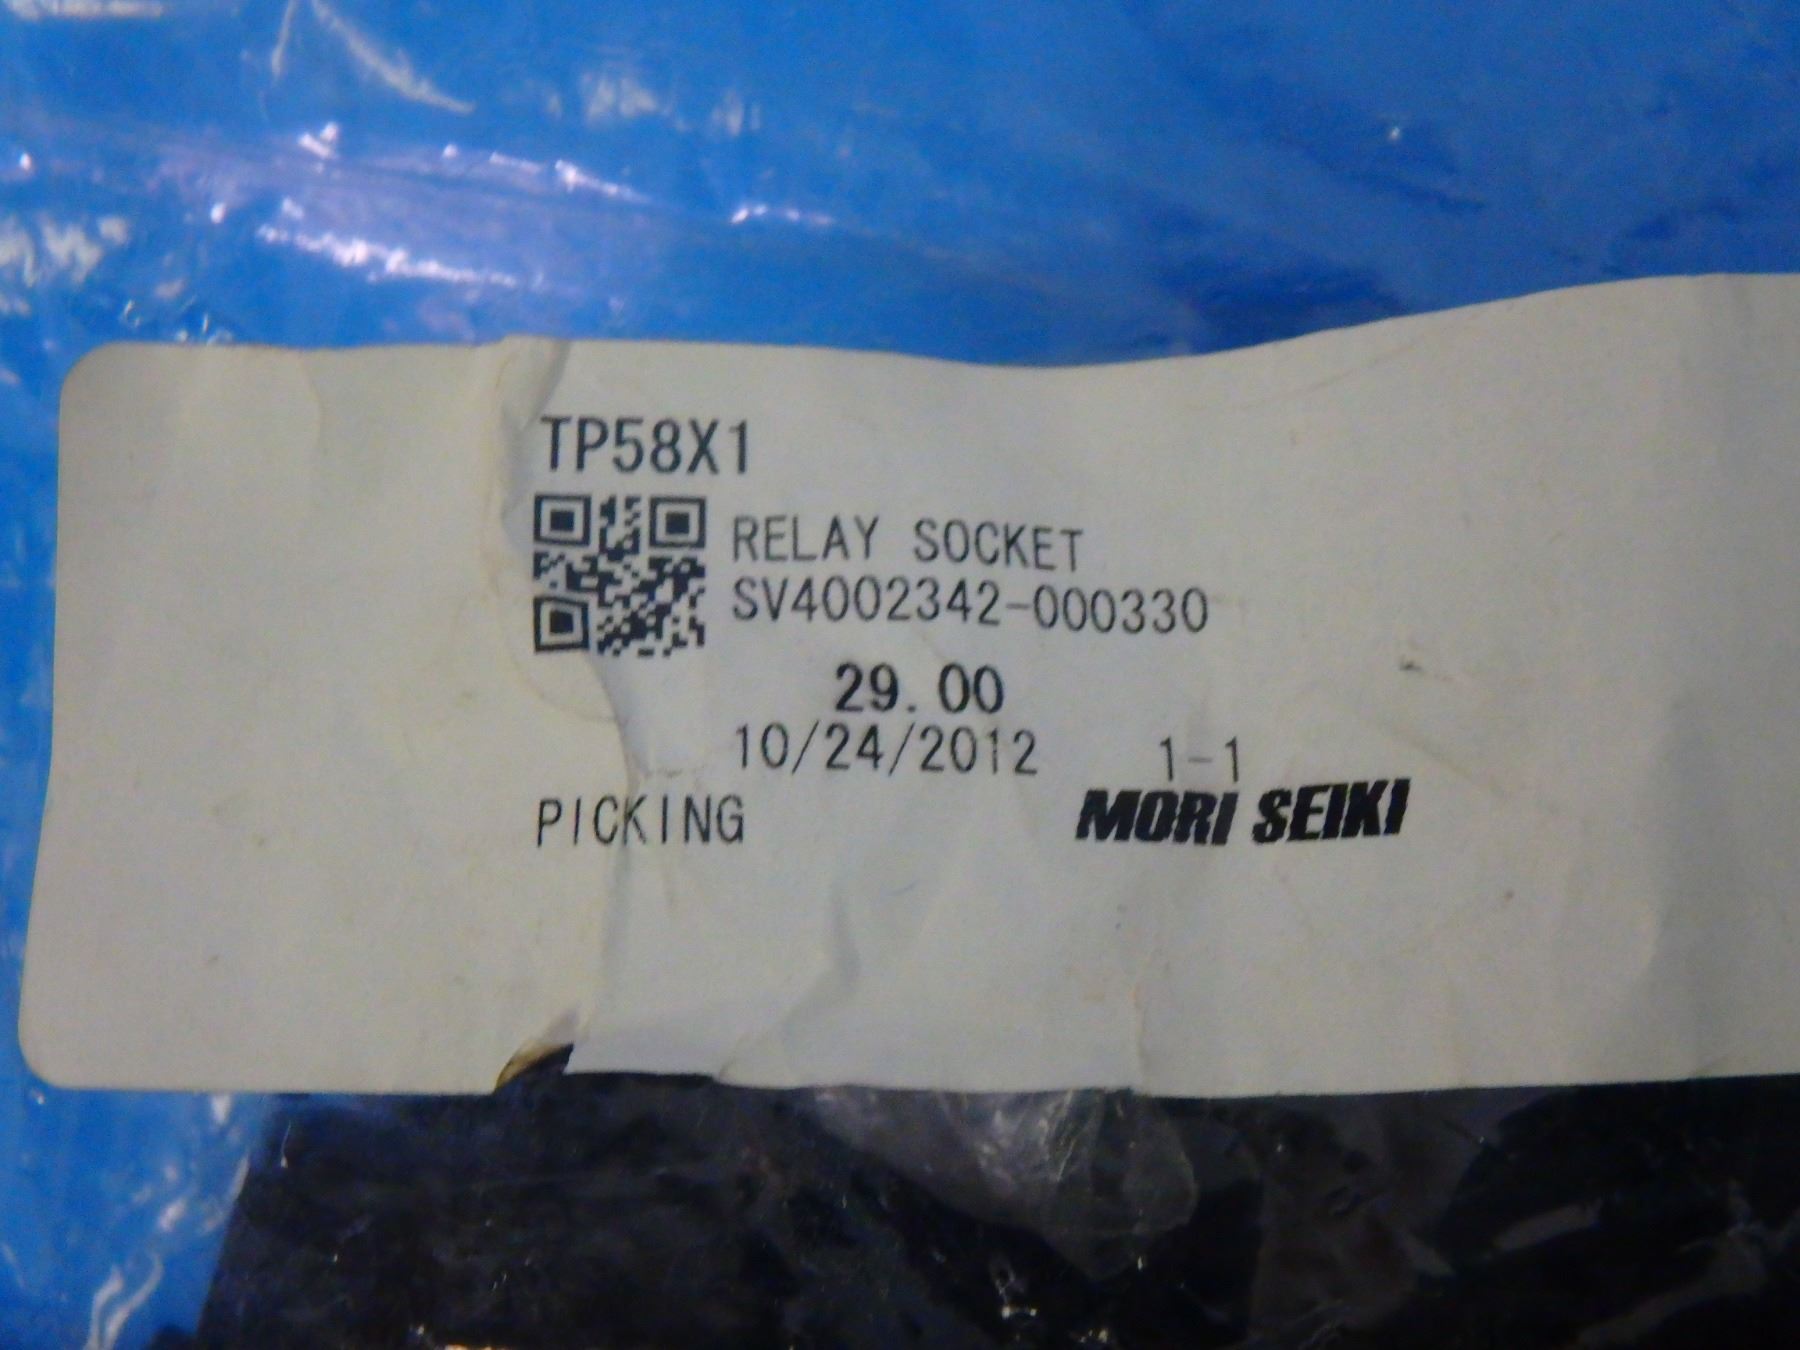 TP58X1
RELAY SOCKET
SV4002342-000330
29.00
10/24/2012 1-1
PICKING MORI SEIKI